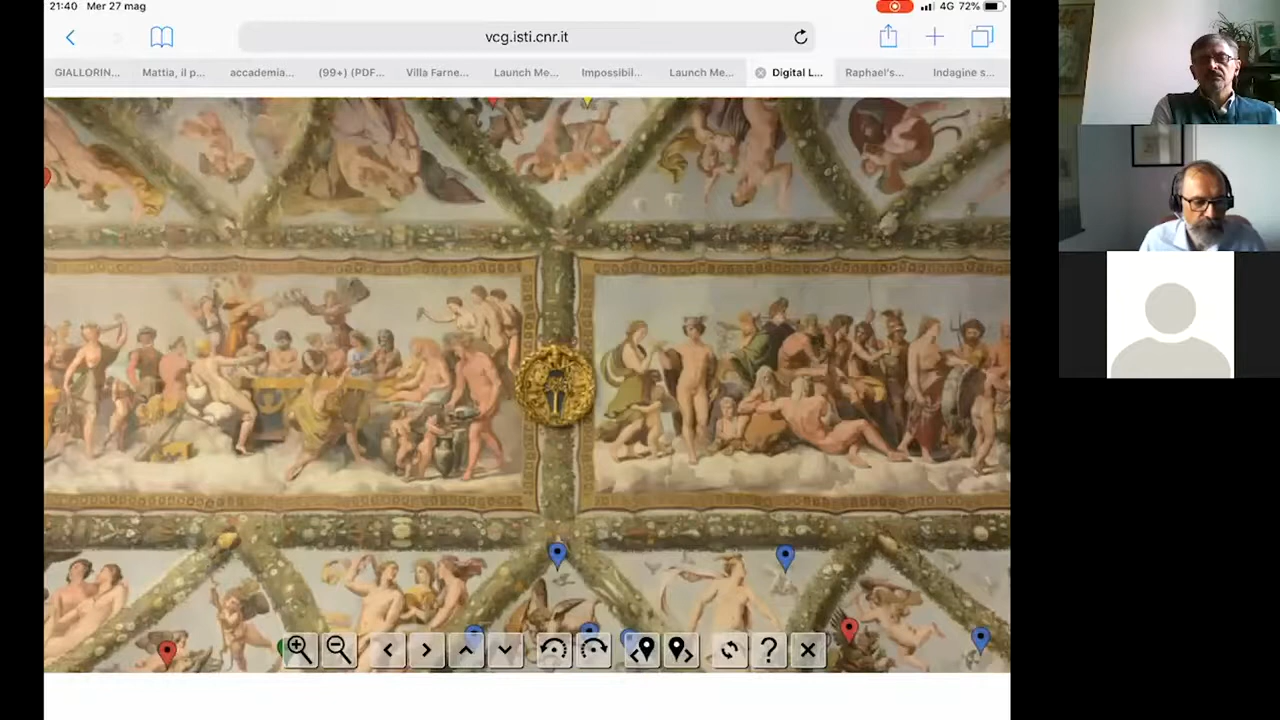 21:40 Mer 27 mag 4G 72%
vcg.isti.cnr.it
GIALLORIN... Mattia, il p... accademia... (99+) (PDF... Villa Farne... Launch Me... Impossibil... Launch Me... Digital L... Raphael's... Indagine s...
?